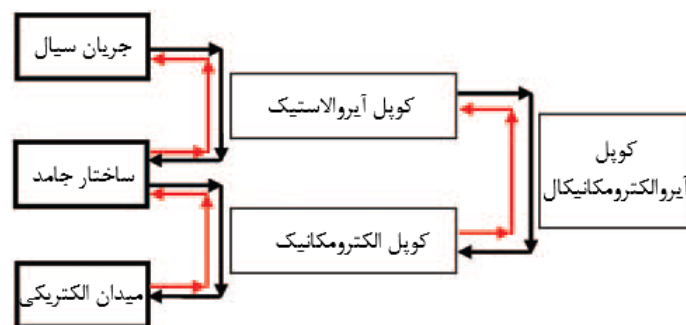 جریان سیال
کوپل آیروالاستیک
ساختار جامد
کوپل
آیروالکترومکانیکال
کوپل الکترومکانیک
میدان الکتریکی